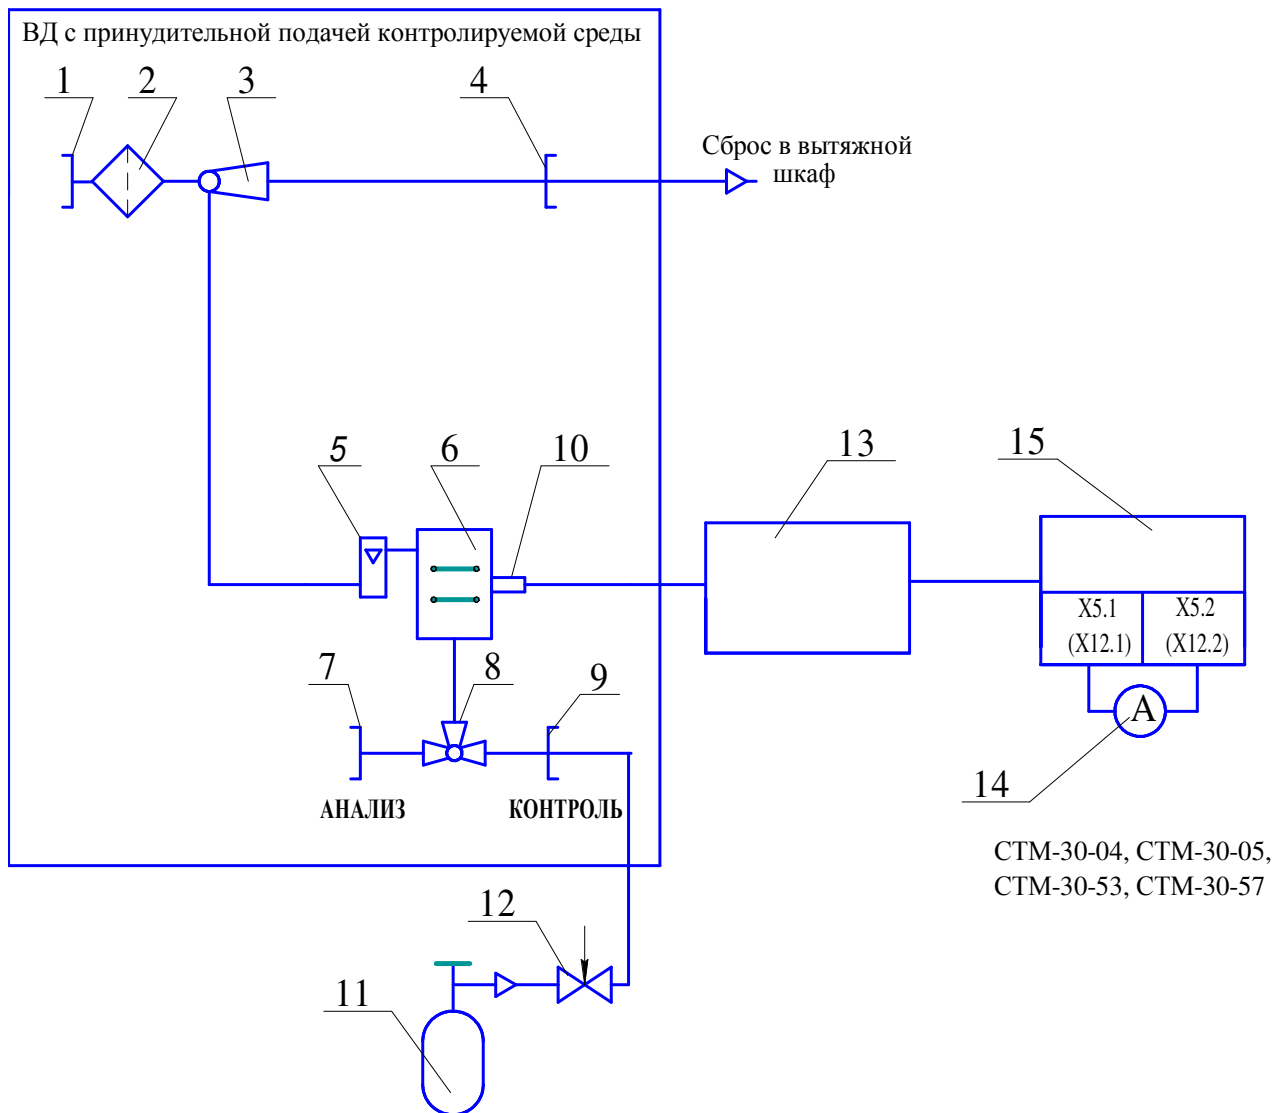 ВД с принудительной подачей контролируемой среды
1
2
3
4
Сброс в вытяжной
шкаф
5
6
10
13
15
X5.1
(X12.1)
X5.2
(X12.2)
7
8
9
A
14
АНАЛИЗ
КОНТРОЛЬ
СТМ-30-04, СТМ-30-05,
СТМ-30-53, СТМ-30-57
12
11